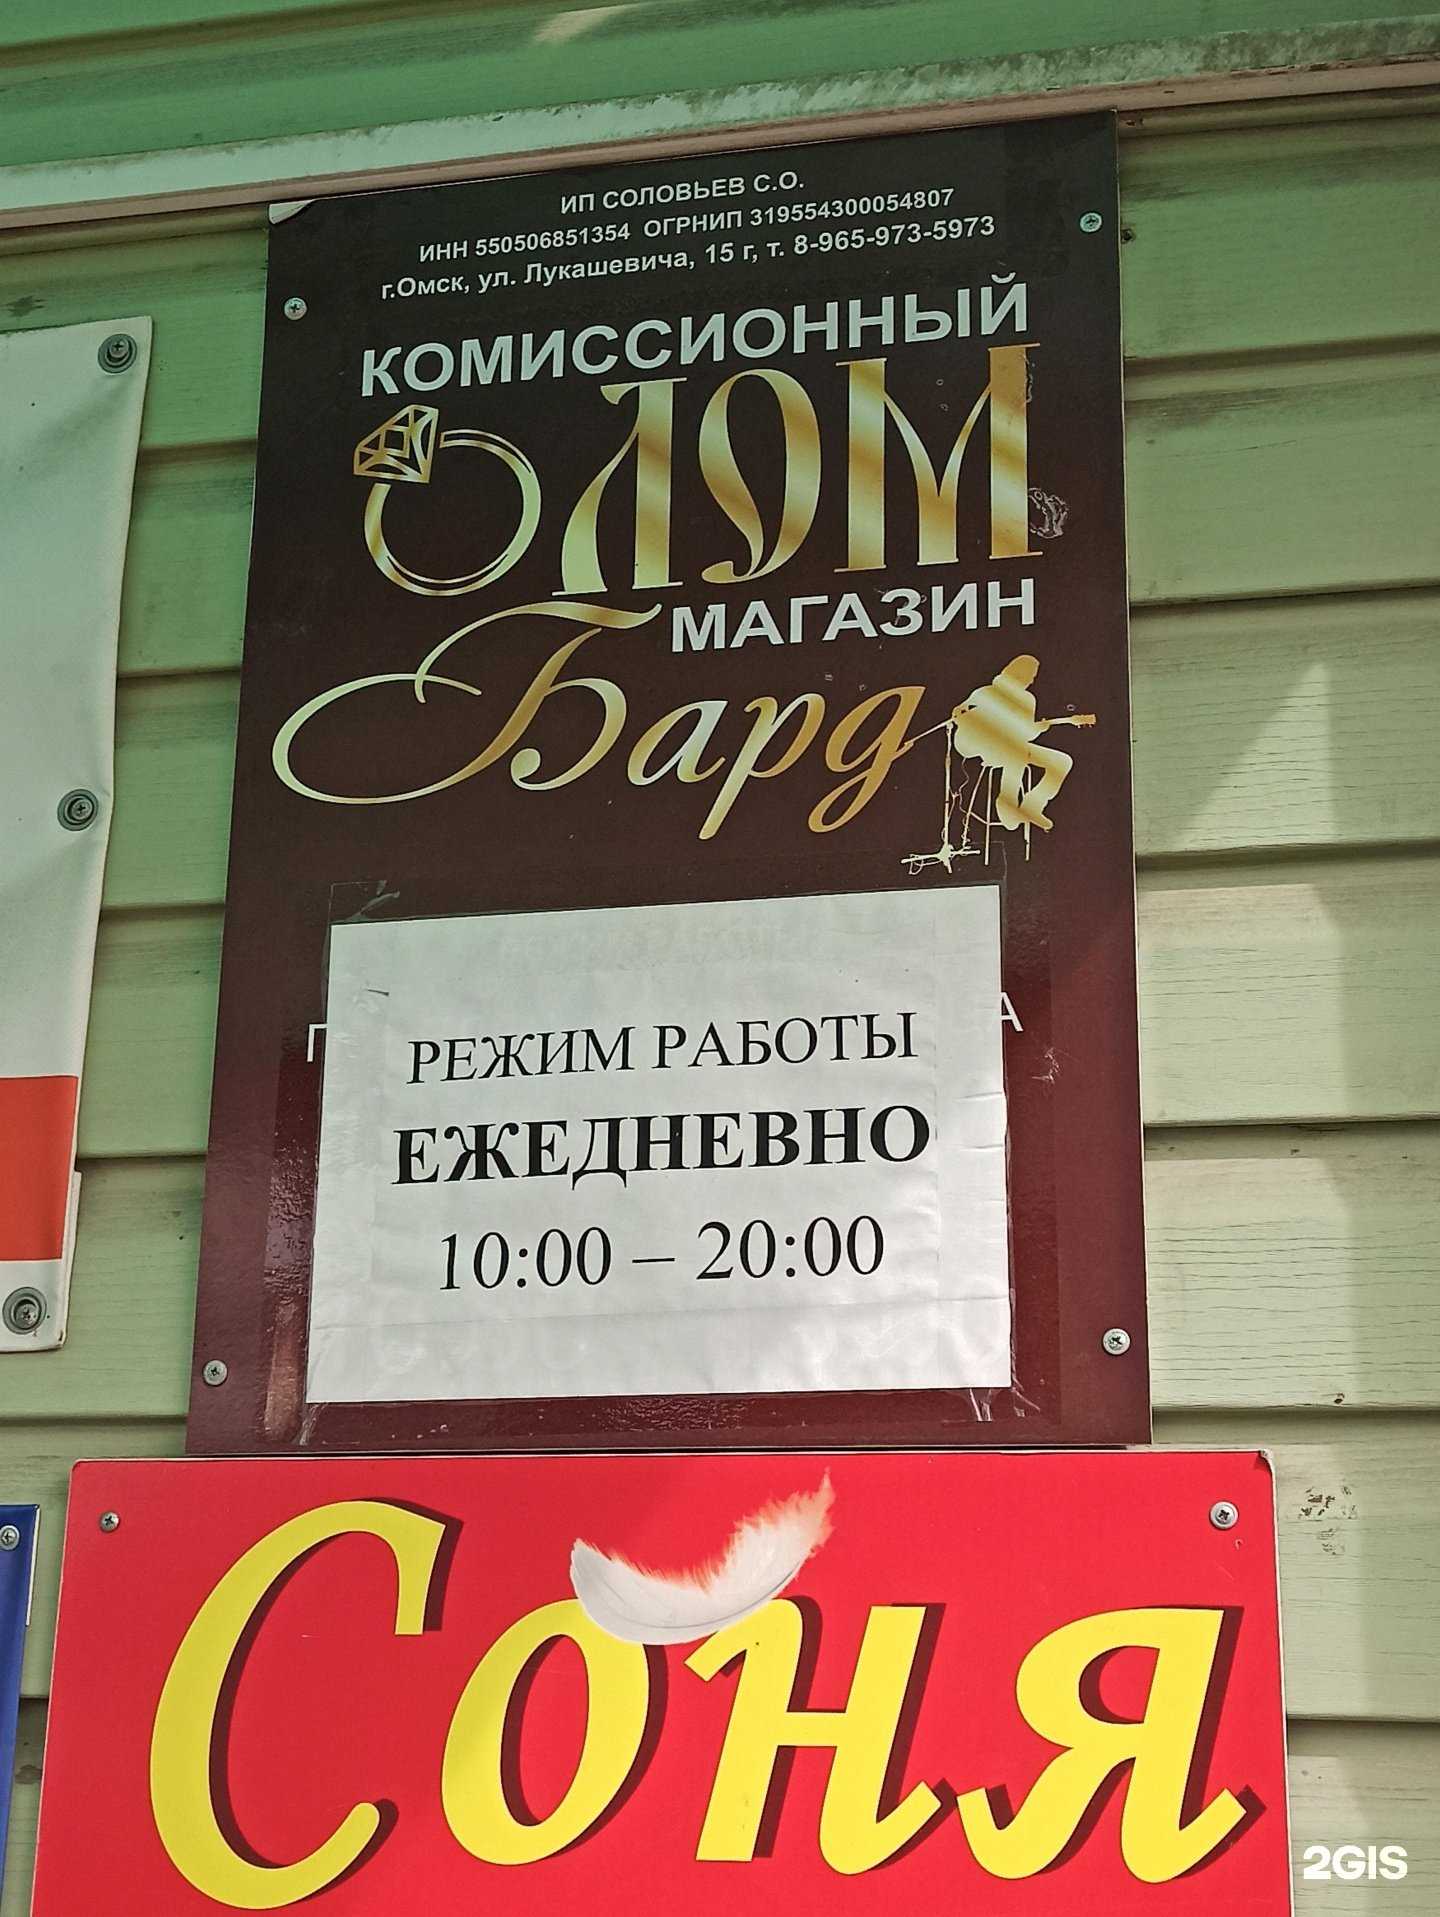 ИП СОЛОВЬЕВ С.О.
ИНН 550506851354 ОГРНИП 319554300054807
г.Омск, ул. Лукашевича, 15 г, т. 8-965-973-5973
КОМИССИОННЫЙ
ЛОМ
МАГАЗИН
Бард
РЕЖИМ РАБОТЫ
ЕЖЕДНЕВНО
10:00 – 20:00
Соня
2GIS